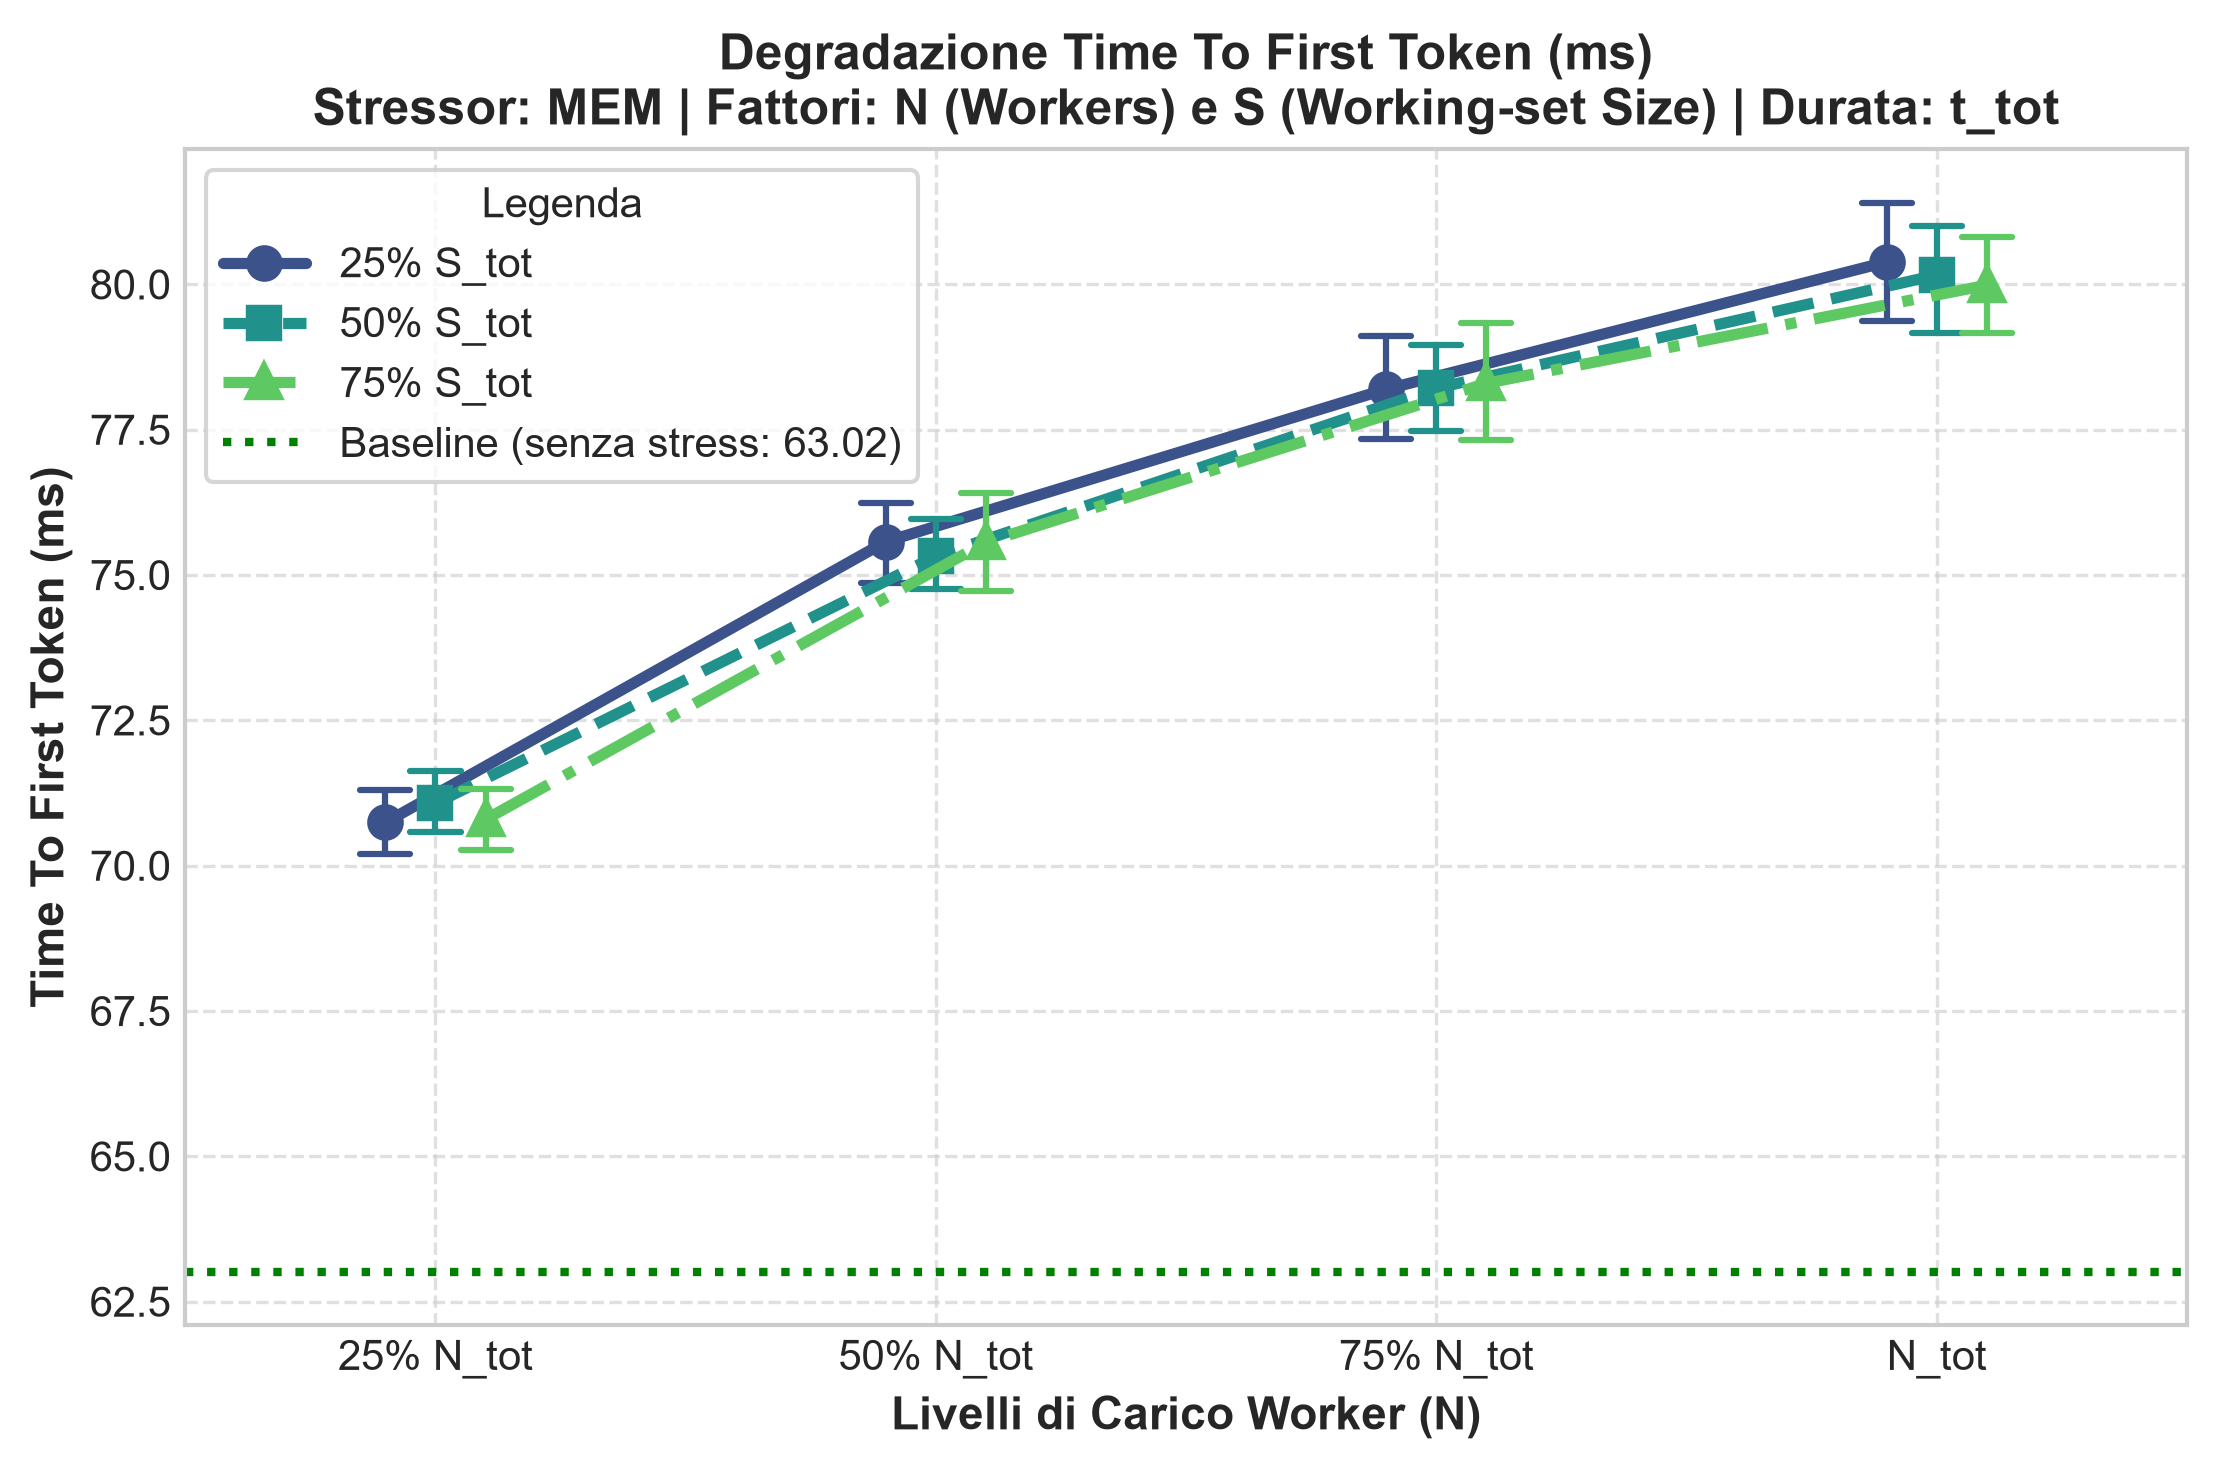 Degradazione Time To First Token (ms)
Stressor: MEM | Fattori: N (Workers) e S (Working-set Size) | Durata: t_tot
Legenda
25% S_tot
50% S_tot
75% S_tot
Baseline (senza stress: 63.02)
Time To First Token (ms)
80.0
77.5
75.0
72.5
70.0
67.5
65.0
62.5
25% N_tot
50% N_tot
75% N_tot
N_tot
Livelli di Carico Worker (N)